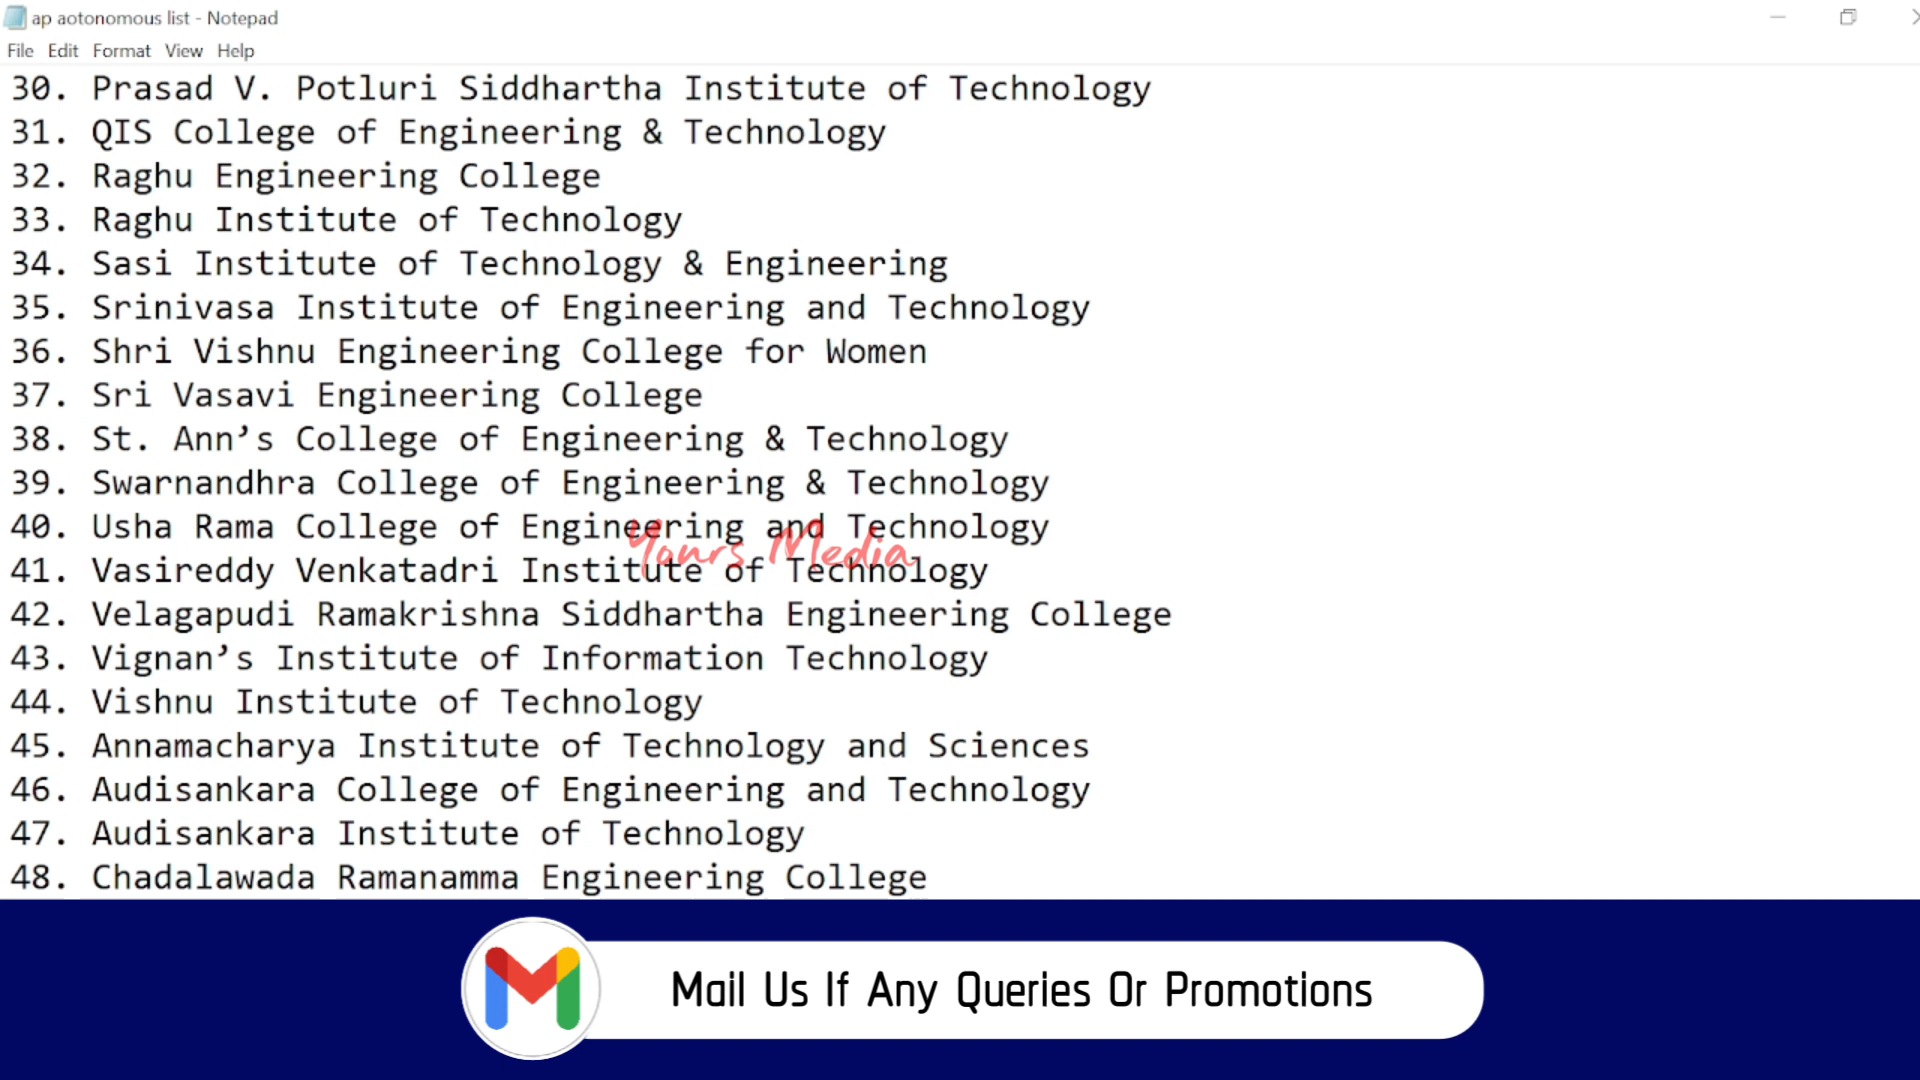 ap aotonomous list - Notepad
File Edit Format View Help
30. Prasad V. Potluri Siddhartha Institute of Technology
31. QIS College of Engineering & Technology
32. Raghu Engineering College
33. Raghu Institute of Technology
34. Sasi Institute of Technology & Engineering
35. Srinivasa Institute of Engineering and Technology
36. Shri Vishnu Engineering College for Women
37. Sri Vasavi Engineering College
38. St. Ann’s College of Engineering & Technology
39. Swarnandhra College of Engineering & Technology
40. Usha Rama College of Engineering and Technology
Yours Media
41. Vasireddy Venkatadri Institute of Technology
42. Velagapudi Ramakrishna Siddhartha Engineering College
43. Vignan’s Institute of Information Technology
44. Vishnu Institute of Technology
45. Annamacharya Institute of Technology and Sciences
46. Audisankara College of Engineering and Technology
47. Audisankara Institute of Technology
48. Chadalawada Ramanamma Engineering College
Mail Us If Any Queries Or Promotions